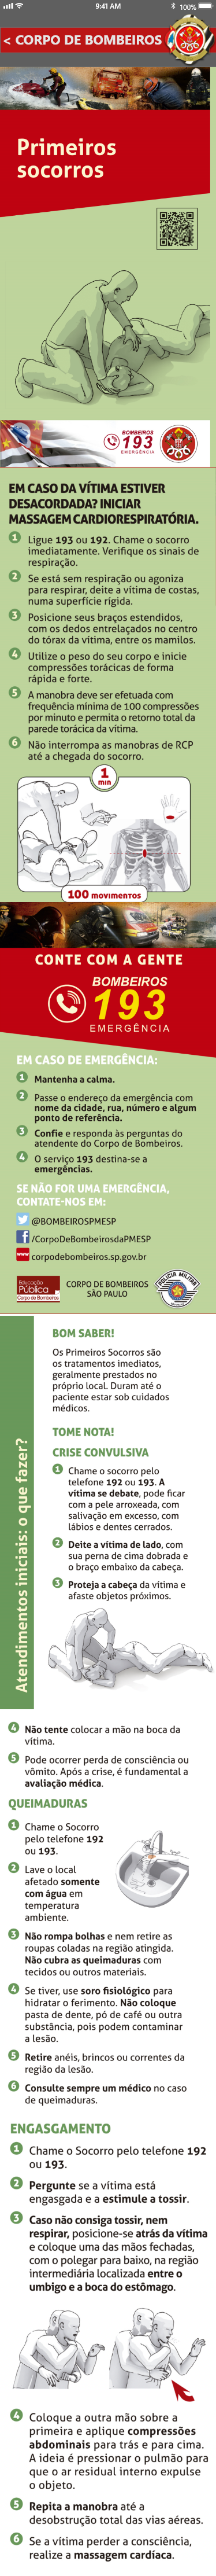 9:41 AM
100%
< CORPO DE BOMBEIROS
Primeiros
socorros
BOMBEIROS
193
EMERGÊNCIA
EM CASO DA VÍTIMA ESTIVER
DESACORDADA? INICIAR
MASSAGEM CARDIORESPIRATÓRIA.
1 Ligue 193 ou 192. Chame o socorro
imediatamente. Verifique os sinais de
respiração.
2 Se está sem respiração ou agoniza
para respirar, deite a vítima de costas,
numa superfície rígida.
3 Posicione seus braços estendidos,
com os dedos entrelaçados no centro
do tórax da vítima, entre os mamilos.
4 Utilize o peso do seu corpo e inicie
compressões torácicas de forma
rápida e forte.
5 A manobra deve ser efetuada com
frequência mínima de 100 compressões
por minuto e permita o retorno total da
parede torácica da vítima.
6 Não interrompa as manobras de RCP
até a chegada do socorro.
1
min
100 MOVIMENTOS
CONTE COM A GENTE
BOMBEIROS
193
EMERGÊNCIA
EM CASO DE EMERGÊNCIA:
1 Mantenha a calma.
2 Passe o endereço da emergência com
nome da cidade, rua, número e algum
ponto de referência.
3 Confie e responda às perguntas do
atendente do Corpo de Bombeiros.
4 O serviço 193 destina-se a
emergências.
SE NÃO FOR UMA EMERGÊNCIA,
CONTATE-NOS EM:
@BOMBEIROSPMESP
/CorpoDeBombeirosdaPMESP
www corpodebombeiros.sp.gov.br
Educação
Pública
Corpo de Bombeiros
CORPO DE BOMBEIROS
SÃO PAULO
POLÍCIA MILITAR
Atendimentos iniciais: o que fazer?
BOM SABER!
Os Primeiros Socorros são
os tratamentos imediatos,
geralmente prestados no
próprio local. Duram até o
paciente estar sob cuidados
médicos.
TOME NOTA!
CRISE CONVULSIVA
1 Chame o socorro pelo
telefone 192 ou 193. A
vítima se debate, pode ficar
com a pele arroxeada, com
salivação em excesso, com
lábios e dentes cerrados.
2 Deite a vítima de lado, com
sua perna de cima dobrada e
o braço embaixo da cabeça.
3 Proteja a cabeça da vítima e
afaste objetos próximos.
4 Não tente colocar a mão na boca da
vítima.
5 Pode ocorrer perda de consciência ou
vômito. Após a crise, é fundamental a
avaliação médica.
QUEIMADURAS
1 Chame o Socorro
pelo telefone 192
ou 193.
2 Lave o local
afetado somente
com água em
temperatura
ambiente.
3 Não rompa bolhas e nem retire as
roupas coladas na região atingida.
Não cubra as queimaduras com
tecidos ou outros materiais.
4 Se tiver, use soro fisiológico para
hidratar o ferimento. Não coloque
pasta de dente, pó de café ou outra
substância, pois podem contaminar
a lesão.
5 Retire anéis, brincos ou correntes da
região da lesão.
6 Consulte sempre um médico no caso
de queimaduras.
ENGASGAMENTO
1 Chame o Socorro pelo telefone 192
ou 193.
2 Pergunte se a vítima está
engasgada e a estimule a tossir.
3 Caso não consiga tossir, nem
respirar, posicione-se atrás da vítima
e coloque uma das mãos fechadas,
com o polegar para baixo, na região
intermediária localizada entre o
umbigo e a boca do estômago.
4 Coloque a outra mão sobre a
primeira e aplique compressões
abdominais para trás e para cima.
A ideia é pressionar o pulmão para
que o ar residual interno expulse
o objeto.
5 Repita a manobra até a
desobstrução total das vias aéreas.
6 Se a vítima perder a consciência,
realize a massagem cardíaca.